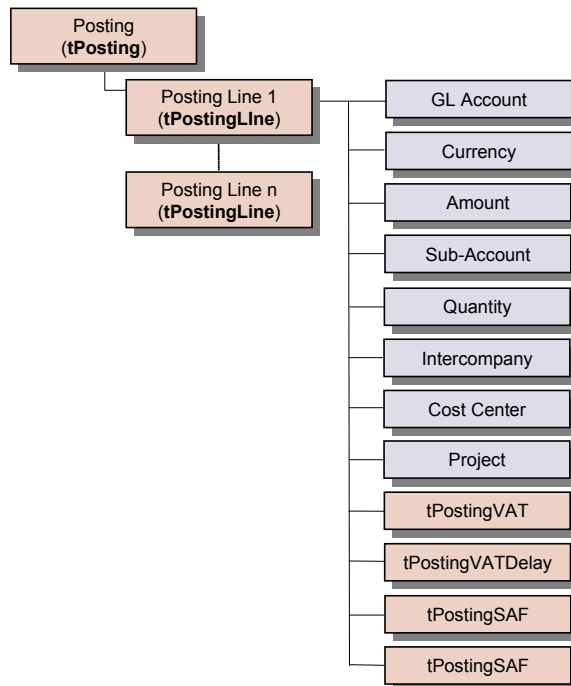 Posting
(tPosting)
Posting Line 1
(tPostingLIne)
Posting Line n
(tPostingLine)
GL Account
Currency
Amount
Sub-Account
Quantity
Intercompany
Cost Center
Project
tPostingVAT
tPostingVATDelay
tPostingSAF
tPostingSAF